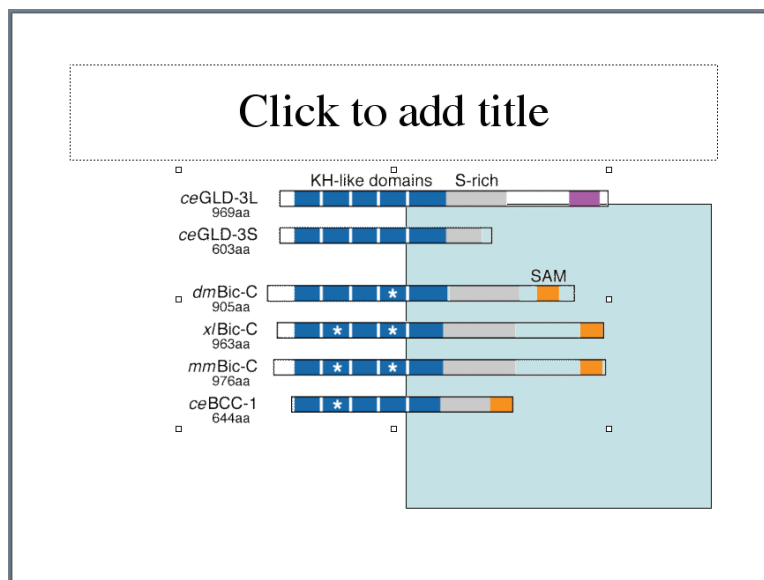 Click to add title
KH-like domains S-rich
ceGLD-3L
969aa
ceGLD-3S
603aa
SAM
dmBic-C
*
905aa
xlBic-C
* *
963aa
mmBic-C
* *
976aa
ceBCC-1
*
644aa